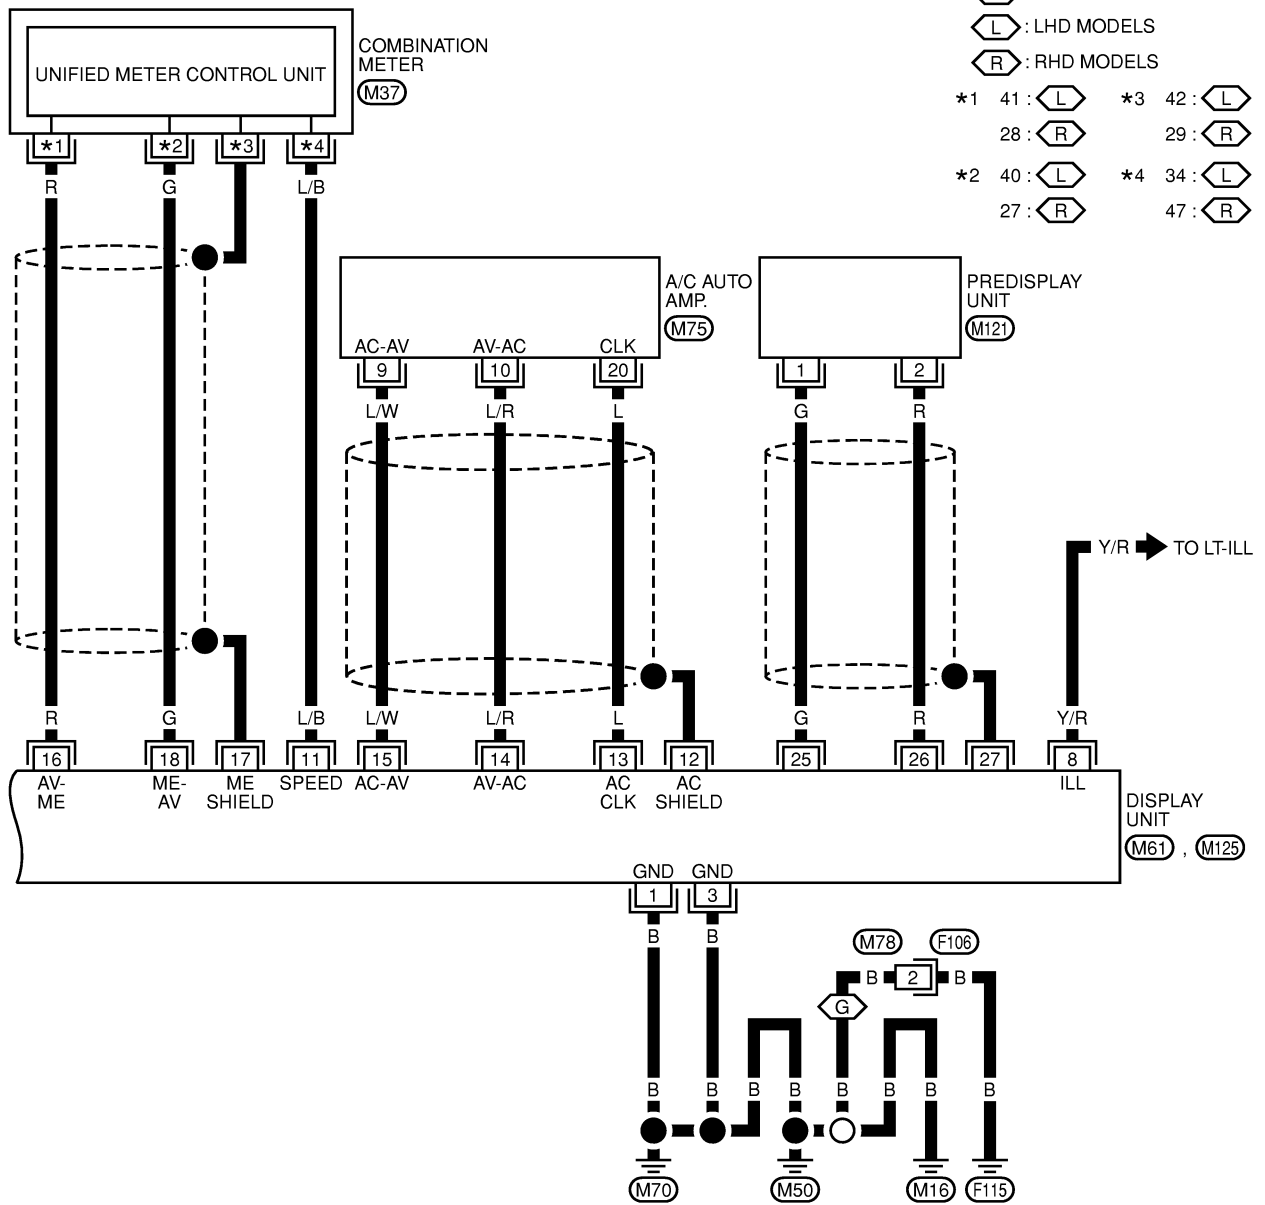 L : LHD MODELS
COMBINATION
METER
UNIFIED METER CONTROL UNIT
M37
R : RHD MODELS
*1 41 : L *3 42 : L
28 : R 29 : R
*2 40 : L *4 34 : L
27 : R 47 : R
*1 *2 *3 *4
R G L/B
A/C AUTO
AMP.
M75
PREDISPLAY
UNIT
M121
AC-AV AV-AC CLK
9 10 20 1 2
L/W L/R L G R
Y/R TO LT-ILL
R G L/B L/W L/R L G R Y/R
16 18 17 11 15 14 13 12 25 26 27 8
AV-
ME
ME-
AV
ME
SHIELD
SPEED
AC-AV
AV-AC
AC
CLK
AC
SHIELD
ILL
DISPLAY
UNIT
M61 , M125
GND GND
1 3
B B
M78 F106
B 2 B
G
B B B B B B B B
M70 M50 M16 F115